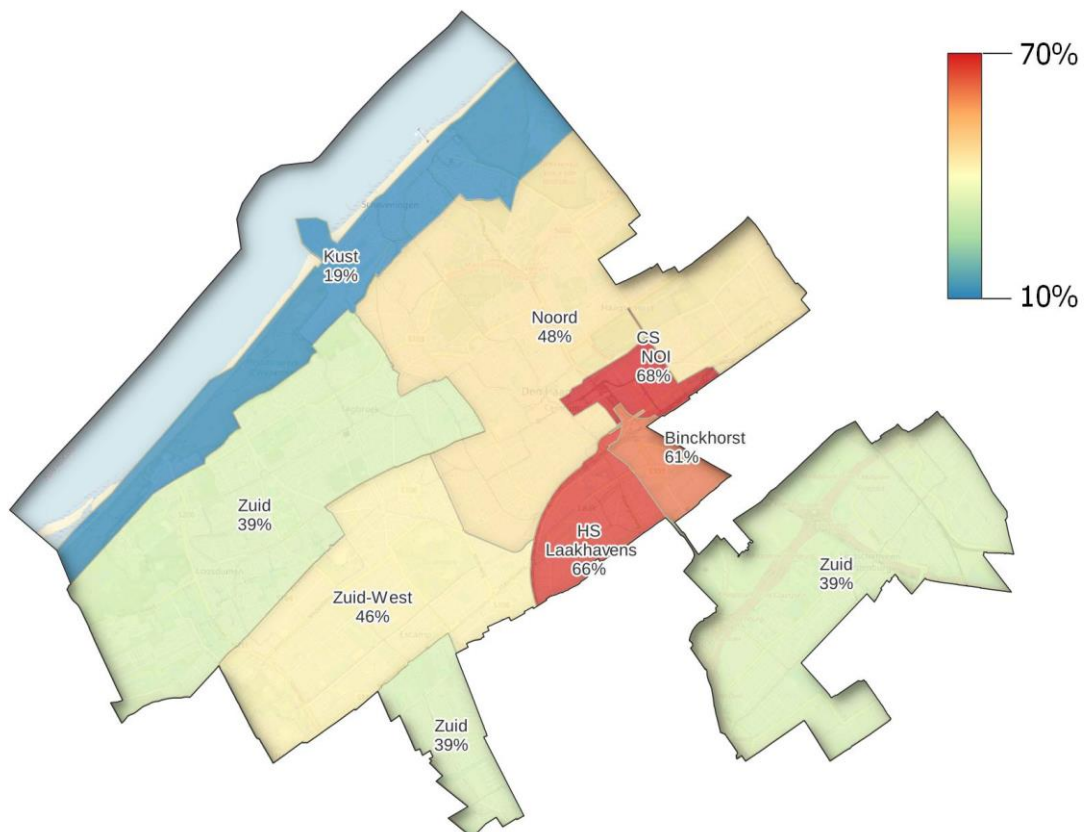 70%
10%
Kust
19%
Noord
48%
CS
NOI
68%
Binckhorst
61%
Zuid
39%
HS
Laakhavens
66%
Zuid
39%
Zuid-West
46%
Zuid
39%